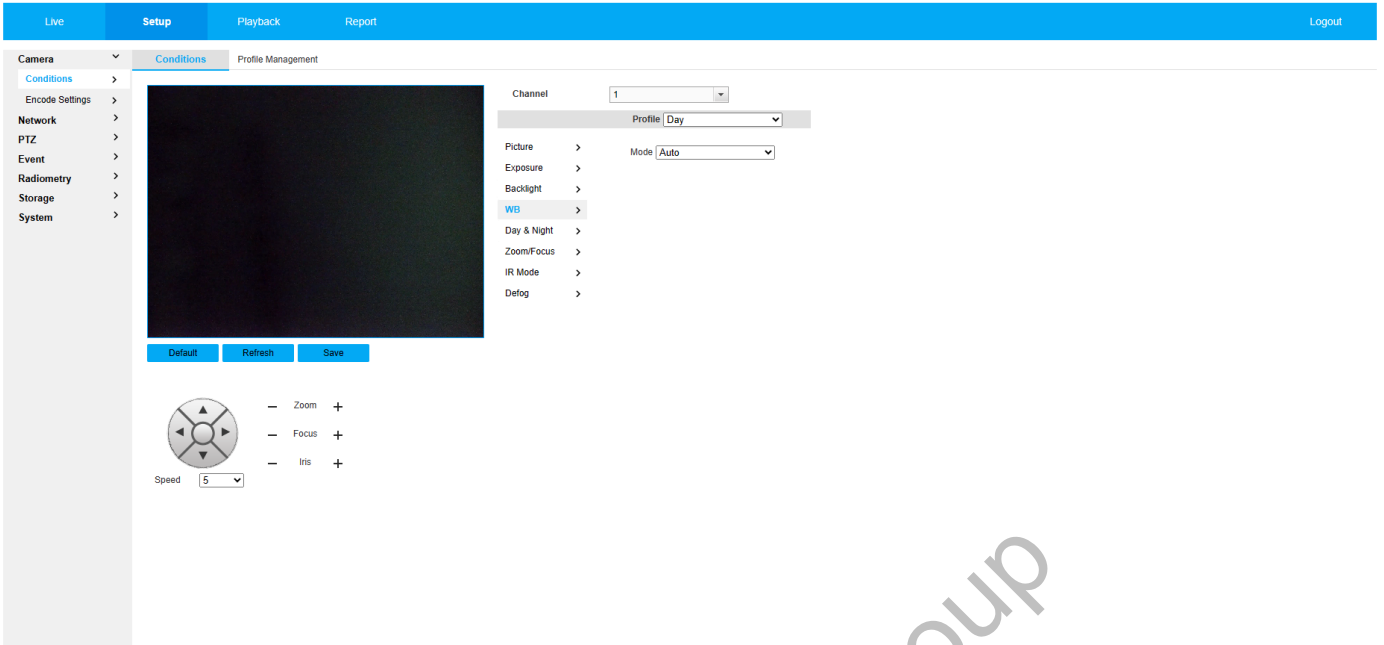 Live Setup Playback Report Logout
Camera
Conditions
Encode Settings
Network
PTZ
Event
Radiometry
Storage
System
Conditions Profile Management
Channel 1
Profile Day
Picture
Exposure
Backlight
WB
Day & Night
Zoom/Focus
IR Mode
Defog
Mode Auto
Default Refresh Save
Zoom
Focus
Iris
Speed 5